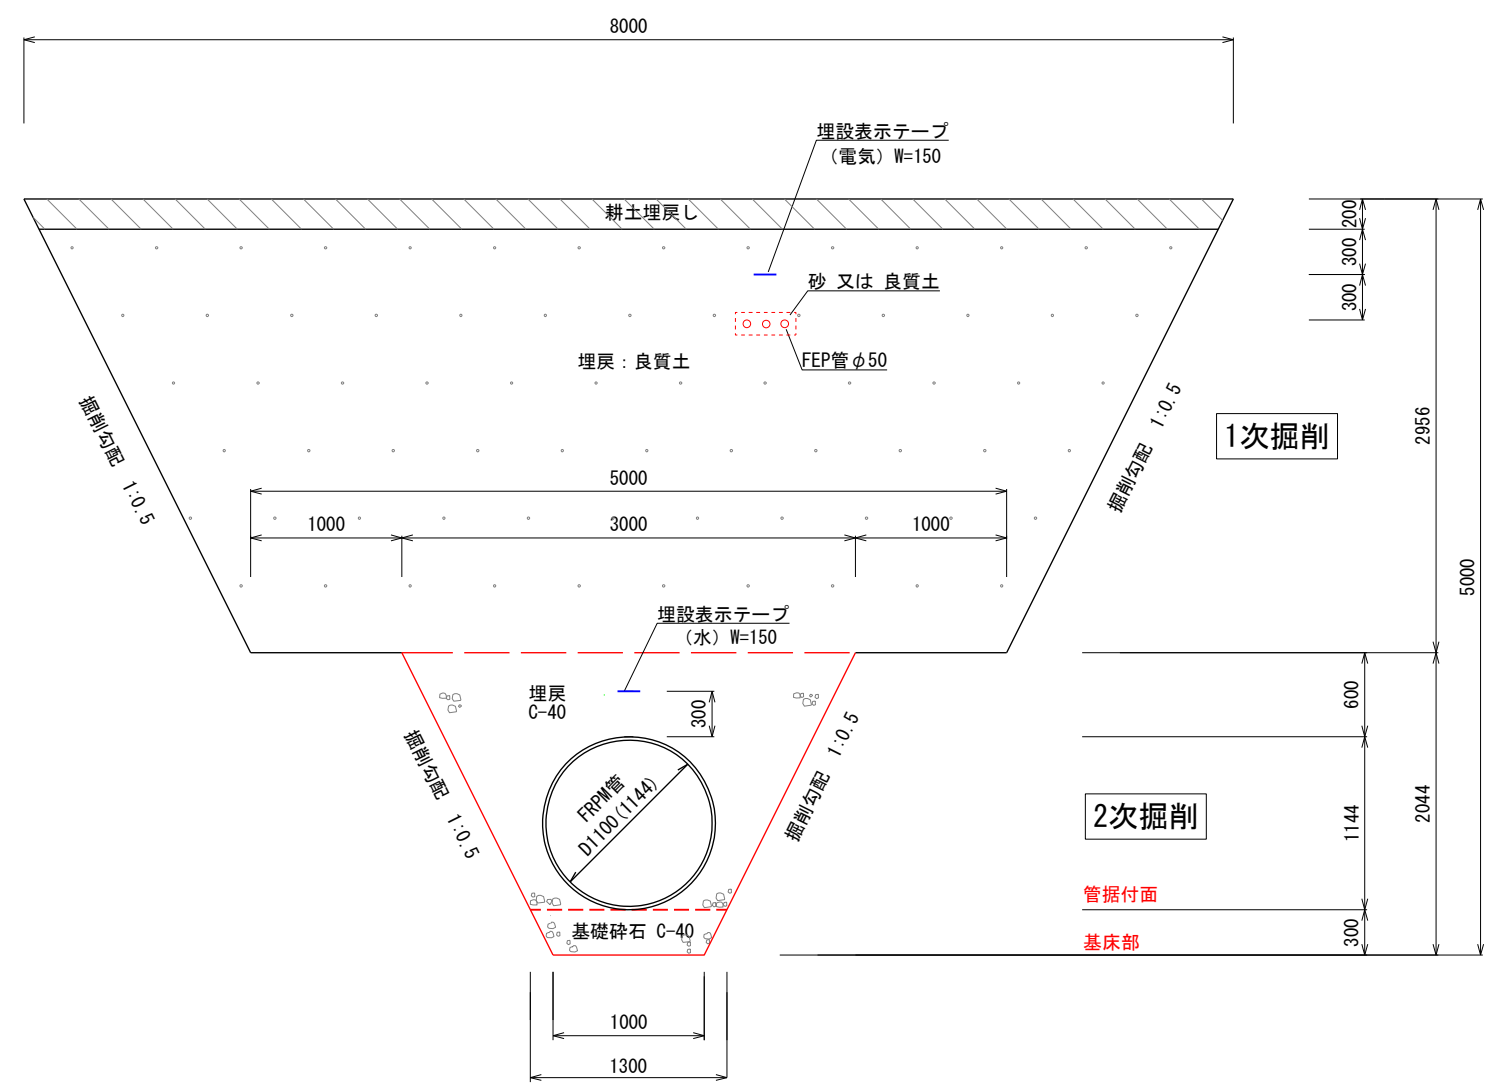 8000
埋設表示テープ
（電気）W=150
耕土埋戻し
200
300
砂 又は 良質土
300
FEP管φ50
埋戻：良質土
掘削勾配 1:0.5
掘削勾配 1:0.5
1次掘削
2956
5000
1000
3000
1000
5000
埋設表示テープ
（水）W=150
埋戻
C-40
300
600
掘削勾配 1:0.5
掘削勾配 1:0.5
FRPM管
D1100(1144)
2次掘削
1144
2044
管据付面
基礎砕石 C-40
300
基床部
1000
1300